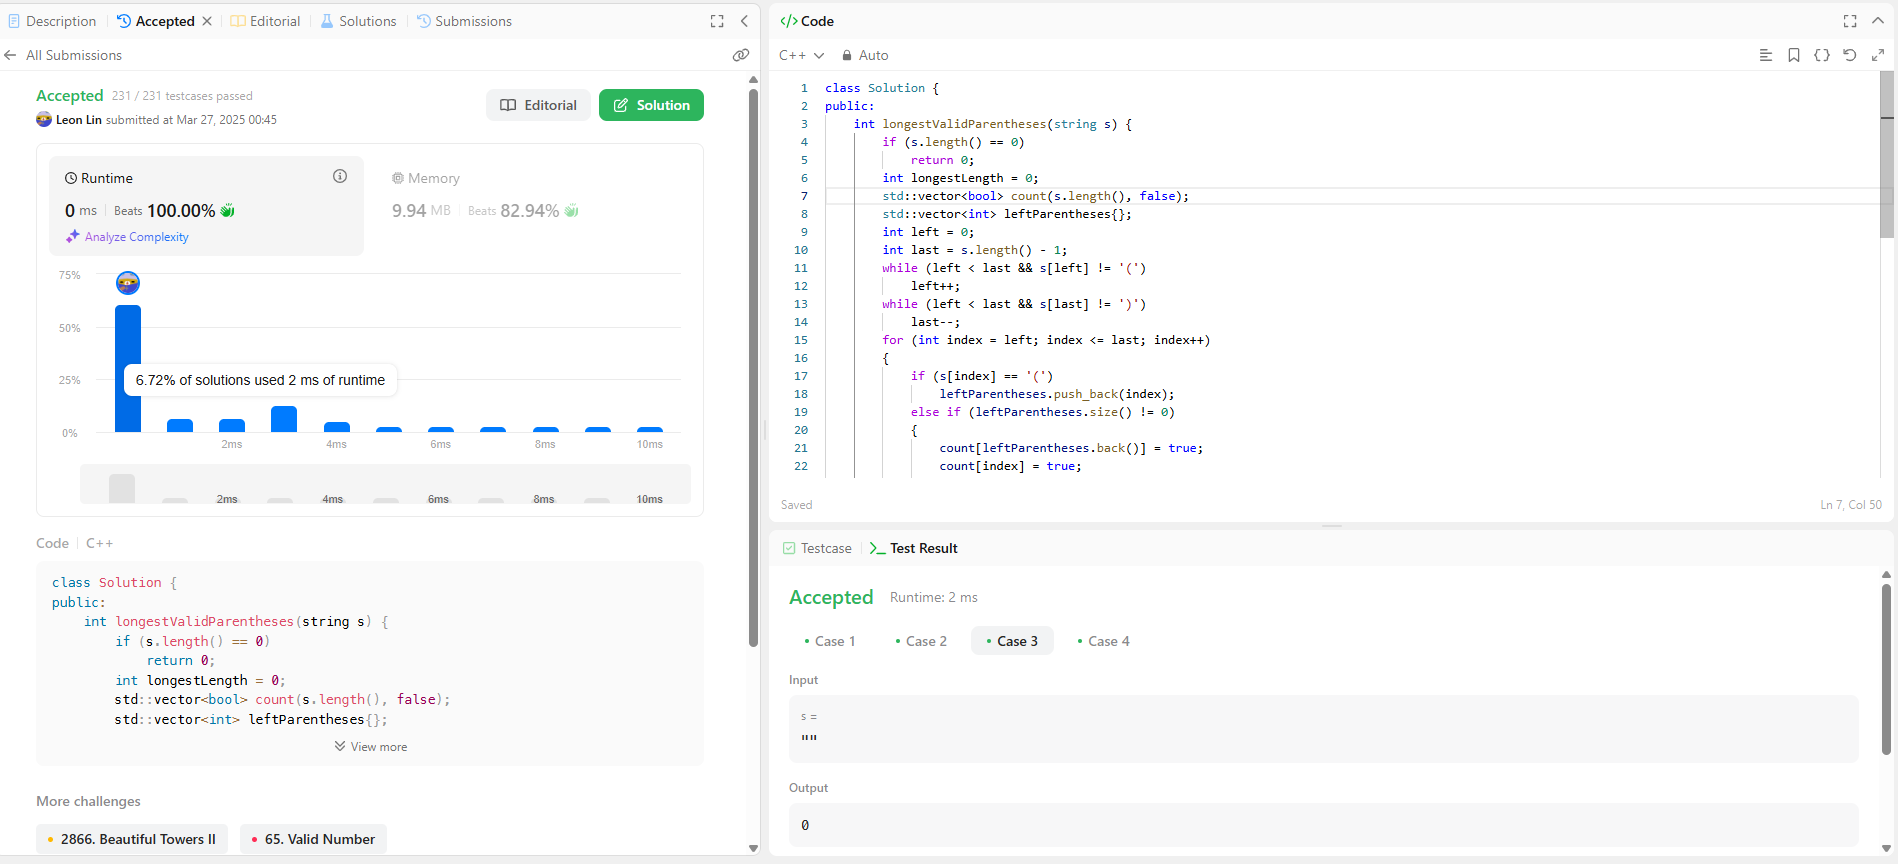 Description
Accepted
Editorial
Solutions
Submissions
All Submissions
Accepted 231 / 231 testcases passed
Leon Lin submitted at Mar 27, 2025 00:45
Editorial
Solution
Runtime
0 ms Beats 100.00%
Analyze Complexity
Memory
9.94 MB Beats 82.94%
75%
50%
25%
0%
6.72% of solutions used 2 ms of runtime
2ms 4ms 6ms 8ms 10ms
2ms 4ms 6ms 8ms 10ms
Code C++
class Solution {
public:
    int longestValidParentheses(string s) {
        if (s.length() == 0)
            return 0;
        int longestLength = 0;
        std::vector<bool> count(s.length(), false);
        std::vector<int> leftParentheses{};
View more
More challenges
2866. Beautiful Towers II
65. Valid Number
</> Code
C++ Auto
1 class Solution {
2 public:
3     int longestValidParentheses(string s) {
4         if (s.length() == 0)
5             return 0;
6         int longestLength = 0;
7         std::vector<bool> count(s.length(), false);
8         std::vector<int> leftParentheses{};
9         int left = 0;
10         int last = s.length() - 1;
11         while (left < last && s[left] != '(')
12             left++;
13         while (left < last && s[last] != ')')
14             last--;
15         for (int index = left; index <= last; index++)
16         {
17             if (s[index] == '(')
18                 leftParentheses.push_back(index);
19             else if (leftParentheses.size() != 0)
20             {
21                 count[leftParentheses.back()] = true;
22                 count[index] = true;
Saved
Ln 7, Col 50
Testcase
Test Result
Accepted Runtime: 2 ms
Case 1
Case 2
Case 3
Case 4
Input
s =
""
Output
0